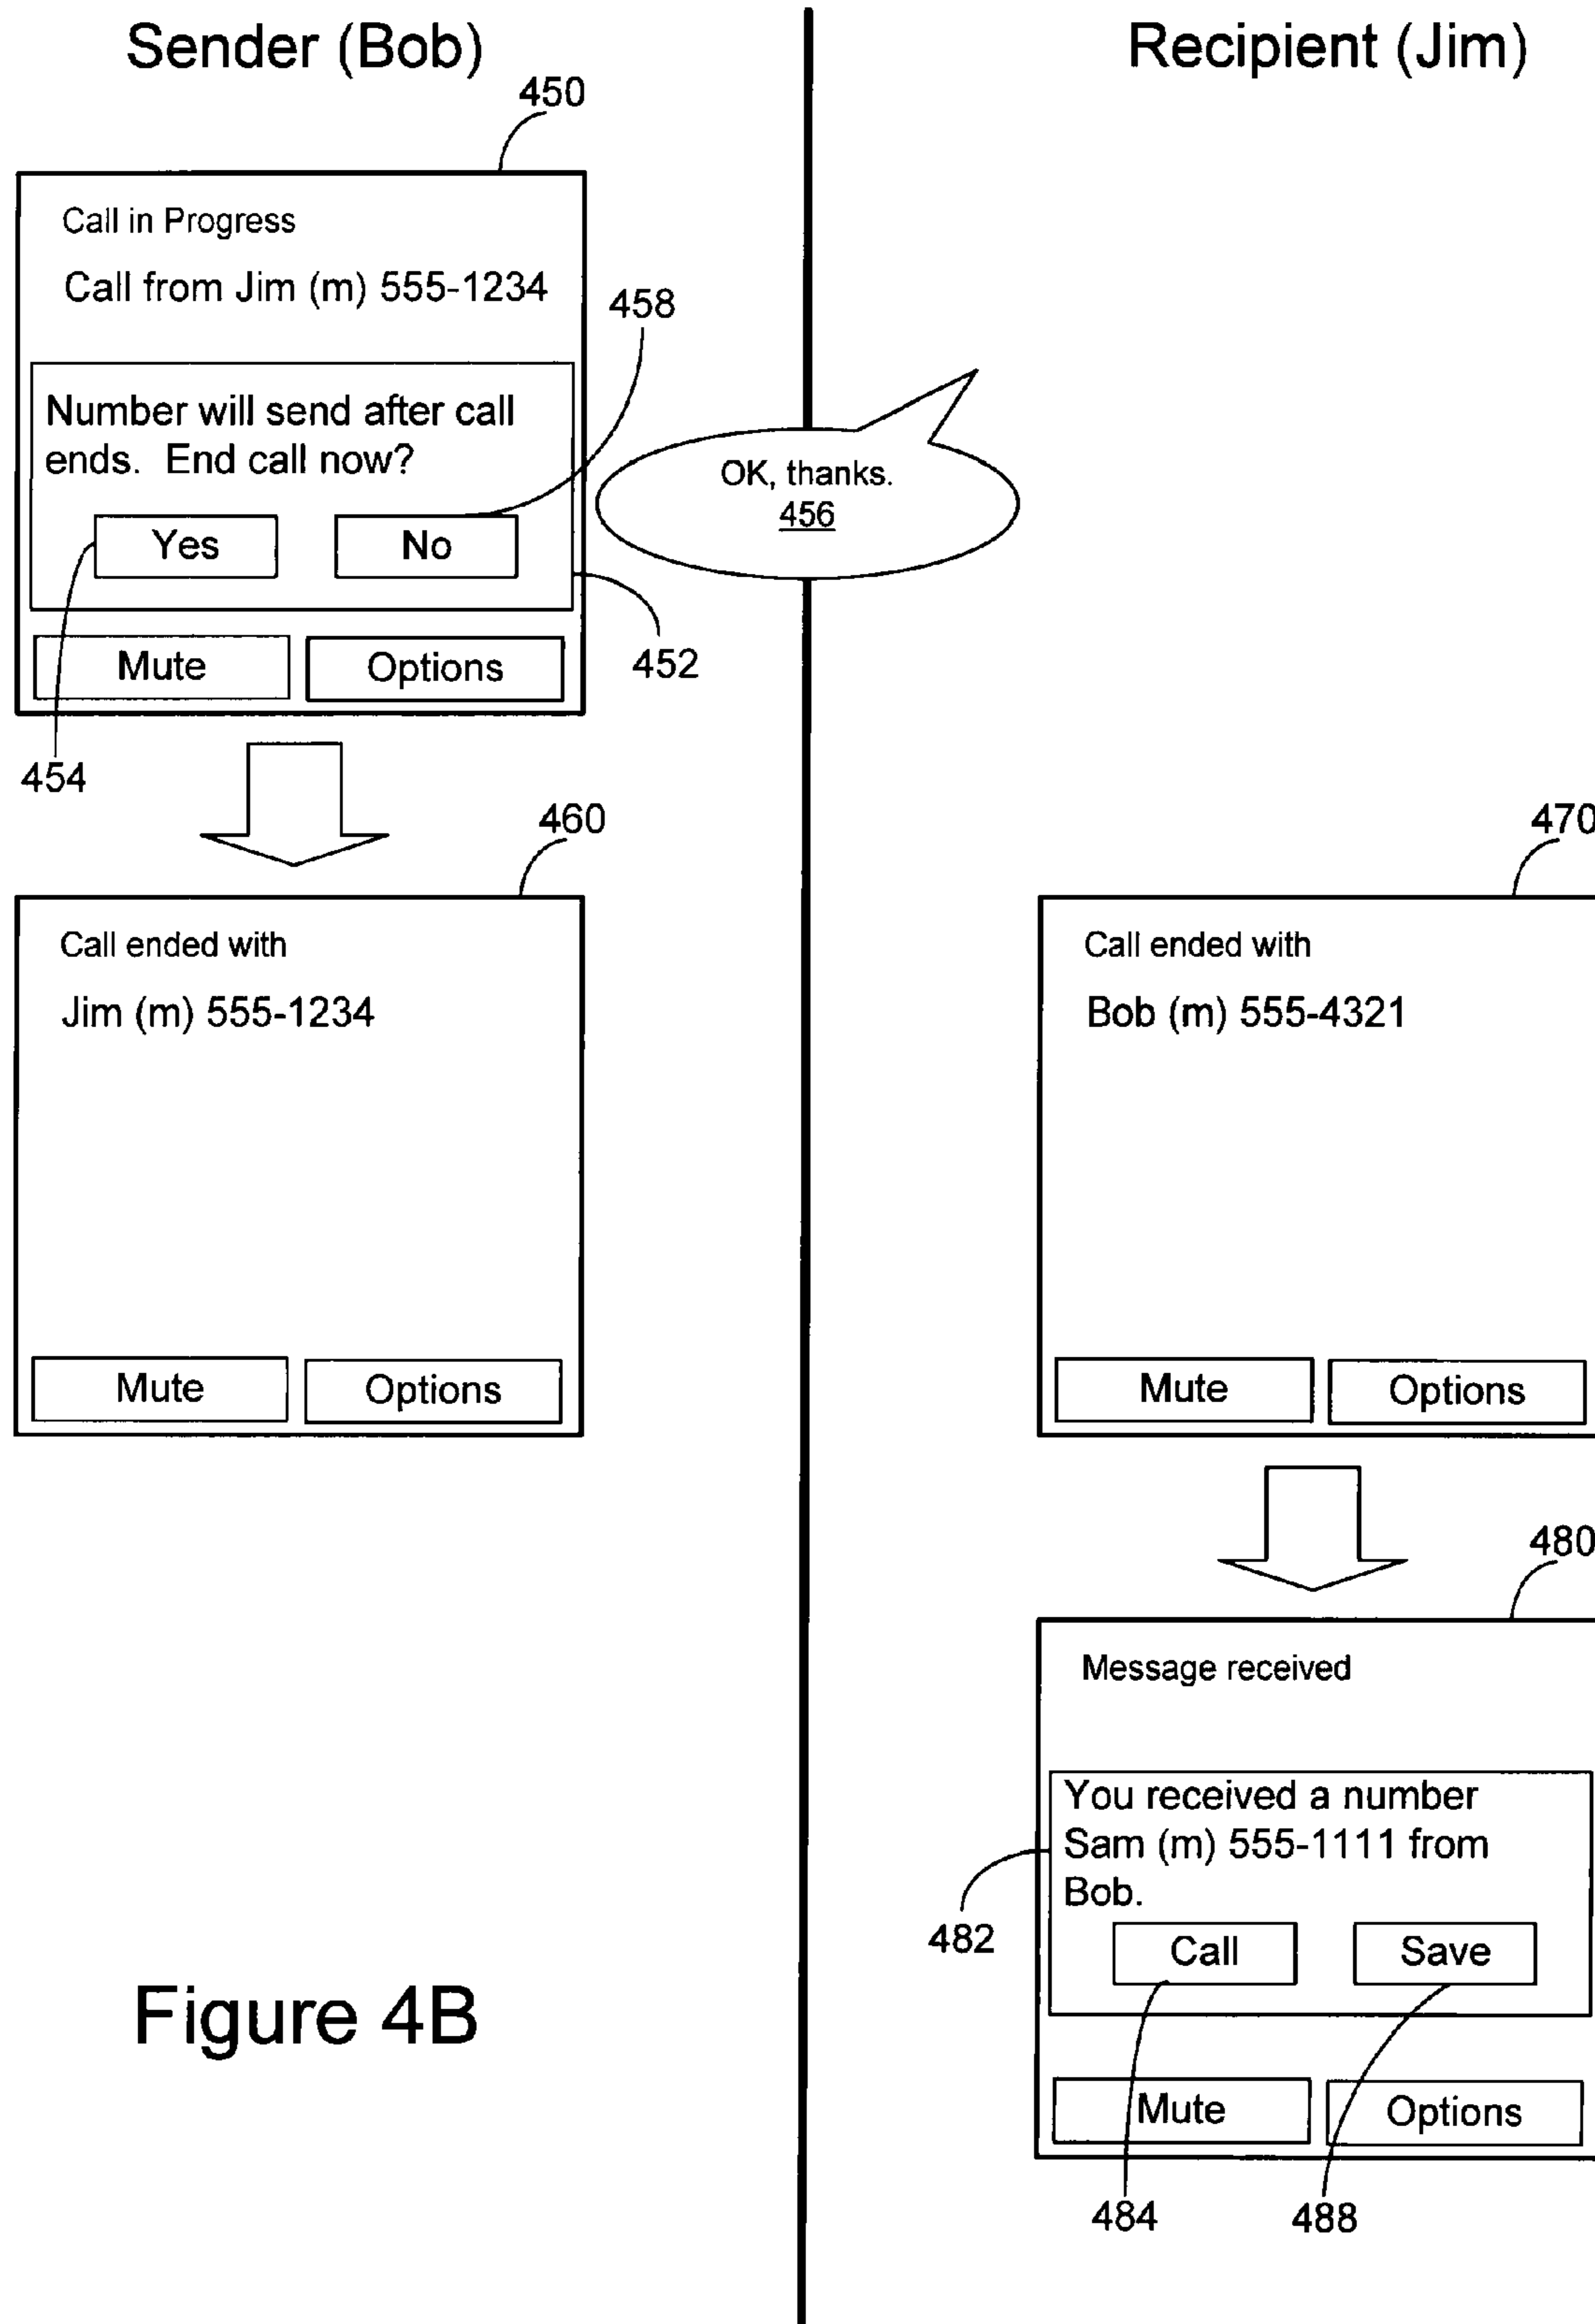 Sender (Bob)
Recipient (Jim)
450
Call in Progress
Call from Jim (m) 555-1234
458
Number will send after call
ends. End call now?
OK, thanks.
456
Yes No
452
Mute Options
454
460
470
Call ended with
Jim (m) 555-1234
Mute Options
Call ended with
Bob (m) 555-4321
Mute Options
480
Message received
You received a number
Sam (m) 555-1111 from
Bob.
482
Call Save
Mute Options
484 488
Figure 4B